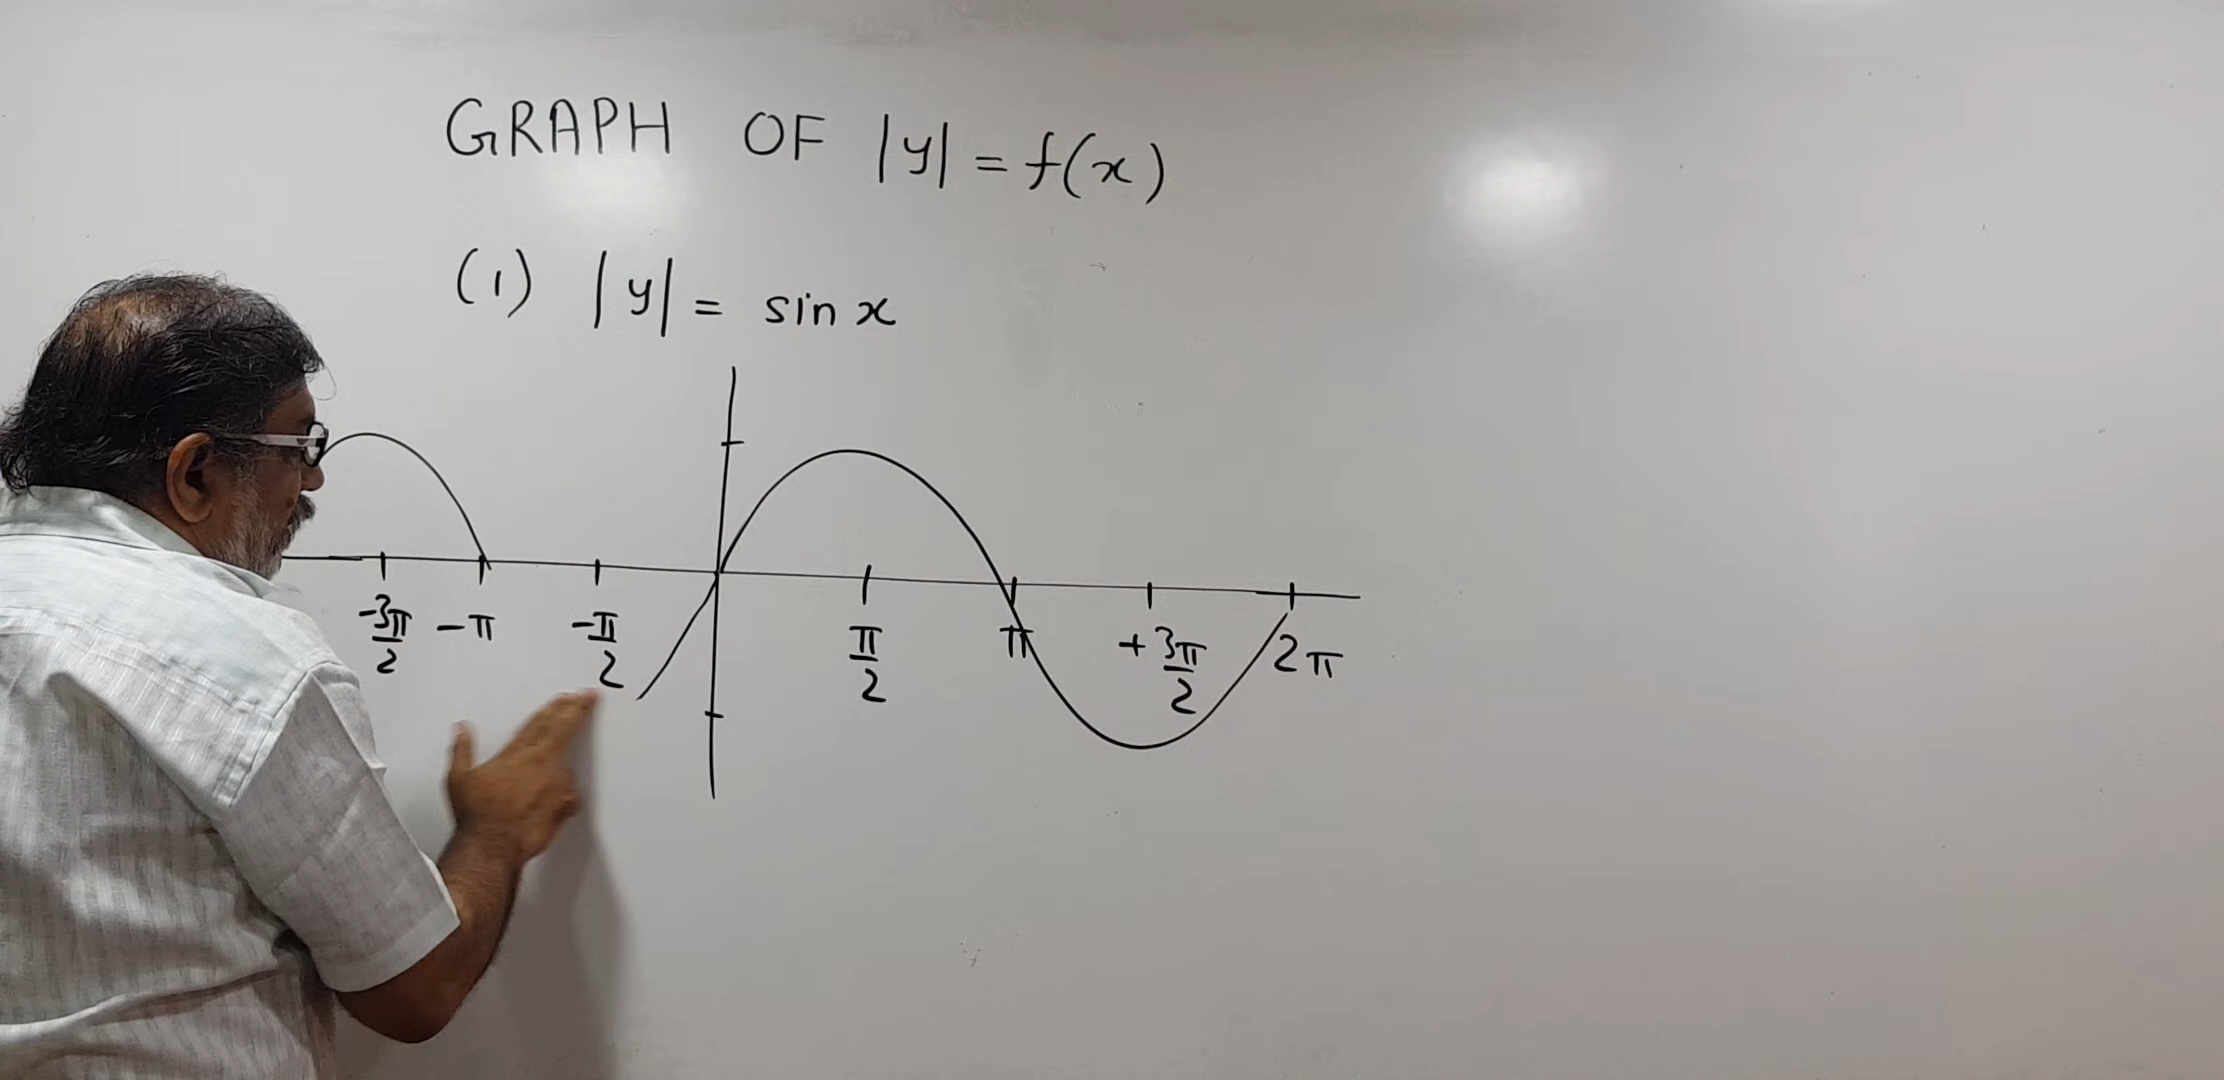 GRAPH OF |y| = f(x)
(1) |y| = sin x
-3π/2 -π -π/2 π/2 π +3π/2 2π